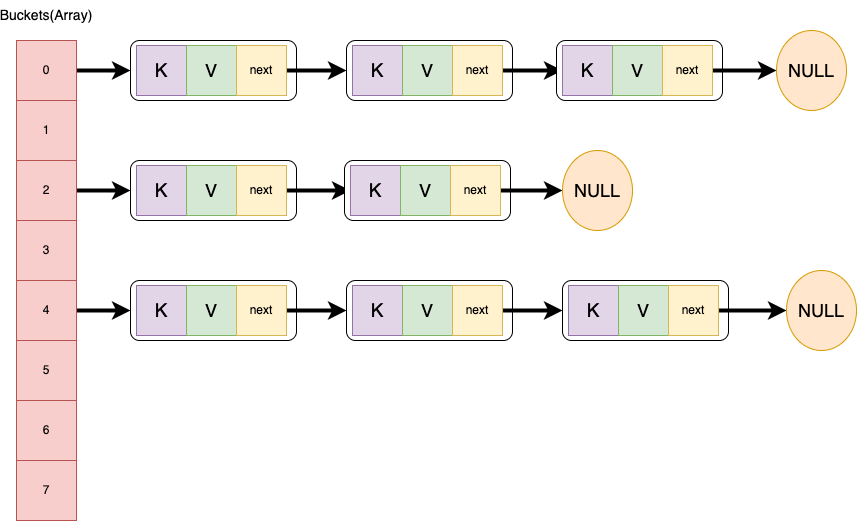 Buckets(Array)
0 K V next K V next K V next NULL
1
2 K V next K V next NULL
3
4 K V next K V next K V next NULL
5
6
7